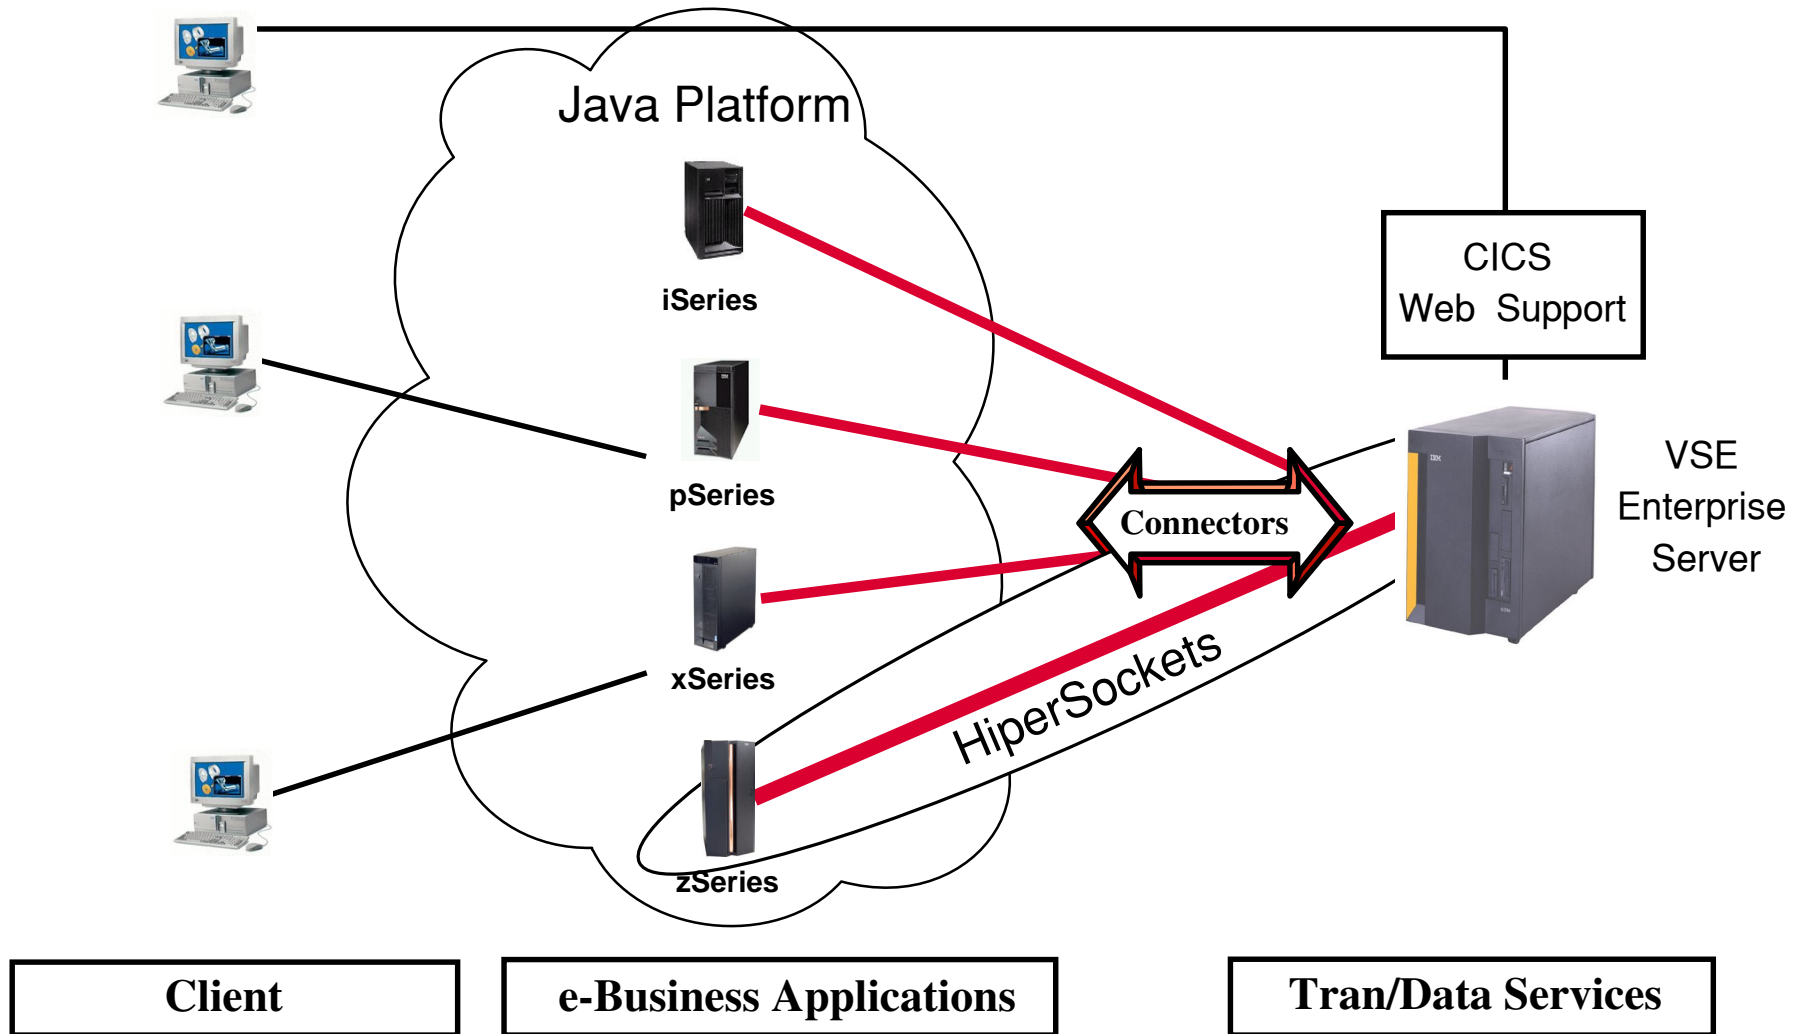 Java Platform
iSeries
CICS
Web Support
pSeries
VSE
Enterprise
Server
Connectors
xSeries
HiperSockets
zSeries
Client
e-Business Applications
Tran/Data Services
IBM